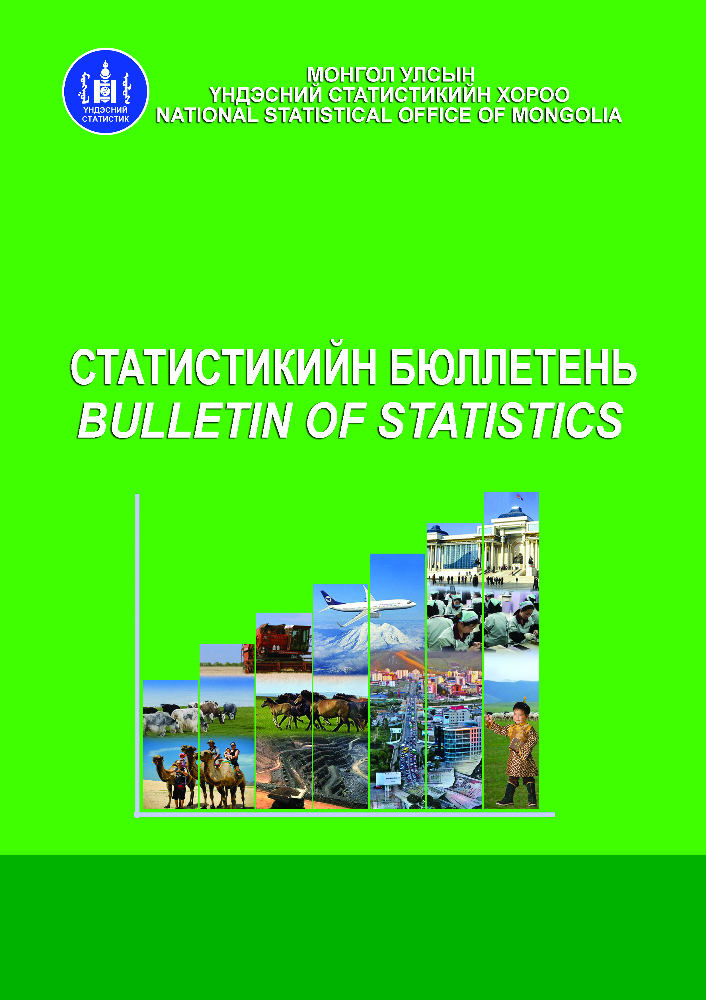 МОНГОЛ УЛСЫН
ҮНДЭСНИЙ СТАТИСТИКИЙН ХОРОО
NATIONAL STATISTICAL OFFICE OF MONGOLIA
ҮНДЭСНИЙ
СТАТИСТИК
СТАТИСТИКИЙН БЮЛЛЕТЕНЬ
BULLETIN OF STATISTICS